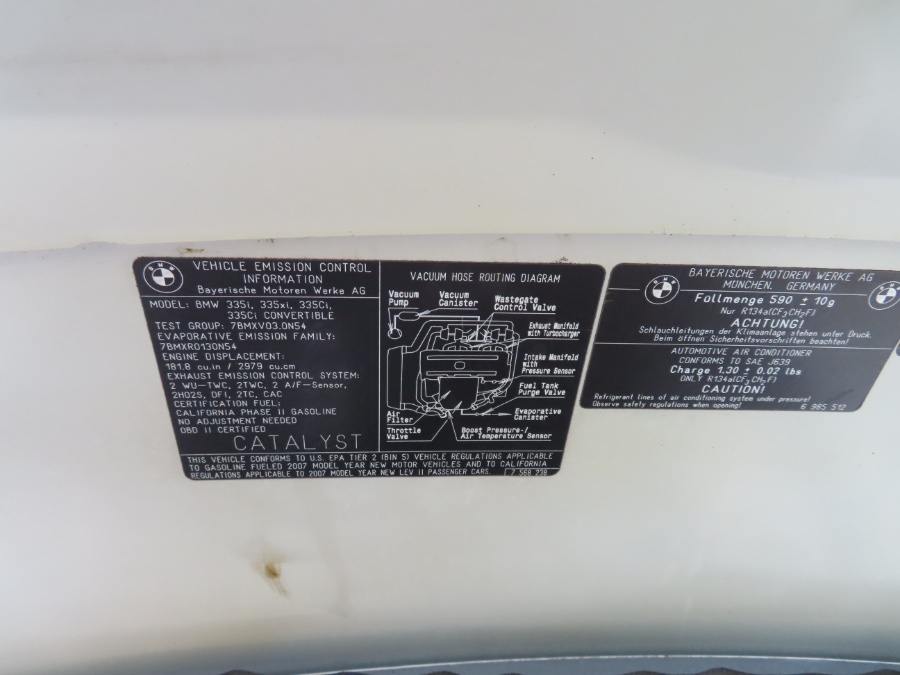 BMW
VEHICLE EMISSION CONTROL
INFORMATION
Bayerische Motoren Werke AG
MODEL: BMW 335i, 335xi, 335Ci,
335Ci CONVERTIBLE
TEST GROUP: 7BMXV03.0N54
EVAPORATIVE EMISSION FAMILY:
7BMXR0130N54
ENGINE DISPLACEMENT:
181.8 cu.in / 2979 cu.cm
EXHAUST EMISSION CONTROL SYSTEM:
2 WU-TWC, 2TWC, 2 A/F-Sensor,
2HO2S, DFI, 2TC, CAC
CERTIFICATION FUEL:
CALIFORNIA PHASE II GASOLINE
NO ADJUSTMENT NEEDED
OBD II CERTIFIED
CATALYST
VACUUM HOSE ROUTING DIAGRAM
Vacuum
Pump
Vacuum
Canister
Wastegate
Control Valve
Exhaust Manifold
with Turbocharger
Intake Manifold
with
Pressure Sensor
Fuel Tank
Purge Valve
Air
Filter
Evaporative
Canister
Throttle
Valve
Boost Pressure-/
Air Temperature Sensor
THIS VEHICLE CONFORMS TO U.S. EPA TIER 2 (BIN 5) VEHICLE REGULATIONS APPLICABLE
TO GASOLINE FUELED 2007 MODEL YEAR NEW MOTOR VEHICLES AND TO CALIFORNIA
REGULATIONS APPLICABLE TO 2007 MODEL YEAR NEW LEV II PASSENGER CARS.
BAYERISCHE MOTOREN WERKE AG
MÜNCHEN, GERMANY
Füllmenge 590 ± 10g
Nur R134a(CF3CH2F)
ACHTUNG!
Schlauchleitungen der Klimaanlage stehen unter Druck.
Beim öffnen Sicherheitsvorschriften beachten!
AUTOMOTIVE AIR CONDITIONER
CONFORMS TO SAE J639
Charge 1.30 ± 0.02 lbs
ONLY R134a(CF3CH2F)
CAUTION!
Refrigerant lines of air conditioning system under pressure!
Observe safety regulations when opening!
6 985 512